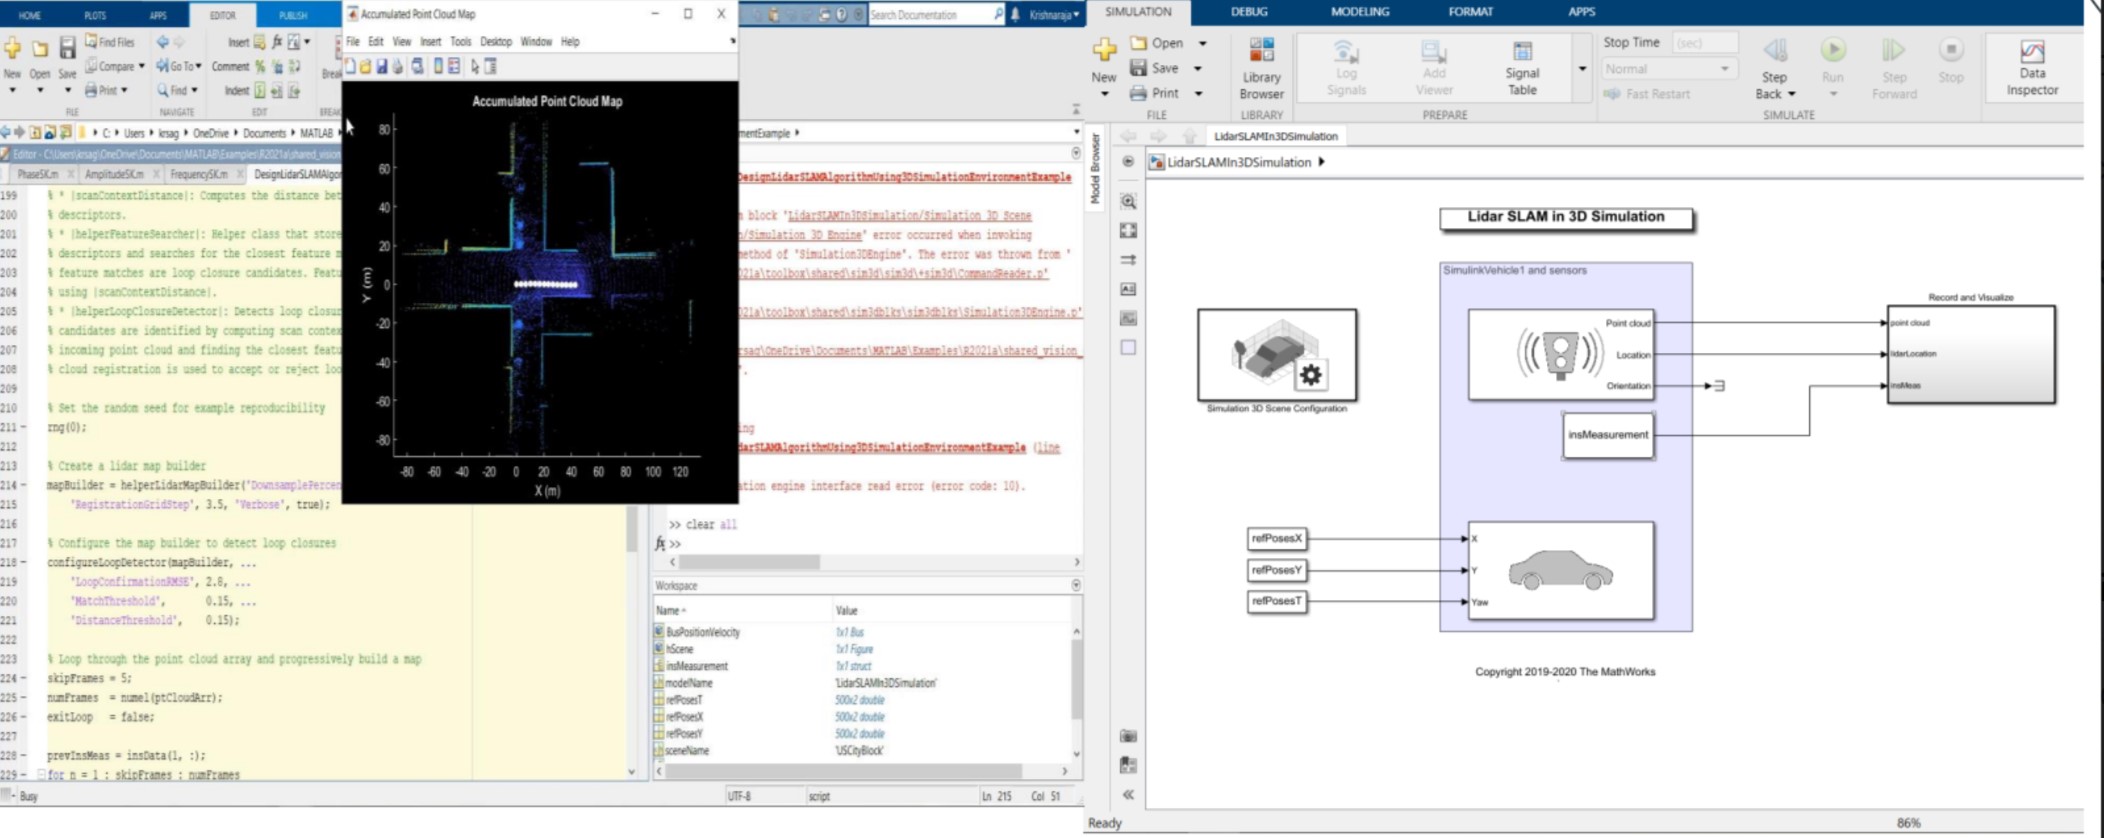 HOME PLOTS APPS EDITOR PUBLISH
Find Files
Insert fx
Compare
Go To
Comment
New Open Save
Print
Find
Indent
FILE NAVIGATE EDIT
C: Users krsag OneDrive Documents MATLAB
Editor - C:\Users\krsag\OneDrive\Documents\MATLAB\Examples\R2021a\shared_vision
PhaseSK.m AmplitudeSK.m FrequencySK.m DesignLidarSLAMAlgor
199 % * |scanContextDistance|: Computes the distance bet
200 % descriptors.
201 % * |helperFeatureSearcher|: Helper class that store
202 % descriptors and searches for the closest feature m
203 % feature matches are loop closure candidates. Featu
204 % using |scanContextDistance|.
205 % * |helperLoopClosureDetector|: Detects loop closur
206 % candidates are identified by computing scan contex
207 % incoming point cloud and finding the closest featu
208 % cloud registration is used to accept or reject loo
209
210 % Set the random seed for example reproducibility
211 - rng(0);
212
213 % Create a lidar map builder
214 - mapBuilder = helperLidarMapBuilder('DownsamplePercen
215 'RegistrationGridStep', 3.5, 'Verbose', true);
216
217 % Configure the map builder to detect loop closures
218 - configureLoopDetector(mapBuilder, ...
219 'LoopConfirmationRMSE', 2.8, ...
220 'MatchThreshold', 0.15, ...
221 'DistanceThreshold', 0.15);
222
223 % Loop through the point cloud array and progressively build a map
224 - skipFrames = 5;
225 - numFrames = numel(ptCloudArr);
226 - exitLoop = false;
227
228 - prevInsMeas = insData(1, :);
229 - for n = 1 : skipFrames : numFrames
Busy
UTF-8 script Ln 215 Col 51
Accumulated Point Cloud Map
File Edit View Insert Tools Desktop Window Help
Accumulated Point Cloud Map
80
60
40
20
0
-20
-40
-60
-80
Y (m)
-80 -60 -40 -20 0 20 40 60 80 100 120
X (m)
Search Documentation
Krishnaraja
mentExample
DesignLidarSLAMAlgorithmUsing3DSimulationEnvironmentExample
n block 'LidarSLAMIn3DSimulation/Simulation 3D Scene
n/Simulation 3D Engine' error occurred when invoking
method of 'Simulation3DEngine'. The error was thrown from '
021a\toolbox\shared\sim3d\sim3d\+sim3d\CommandReader.p'
021a\toolbox\shared\sim3dblks\sim3dblks\Simulation3DEngine.p'
rsag\OneDrive\Documents\MATLAB\Examples\R2021a\shared_vision_
'.
ing
darSLAMAlgorithmUsing3DSimulationEnvironmentExample (line
ation engine interface read error (error code: 10).
>> clear all
fx >>
Workspace
Name Value
BusPositionVelocity 1x1 Bus
hScene 1x1 Figure
insMeasurement 1x1 struct
modelName 'LidarSLAMIn3DSimulation'
refPosesT 500x2 double
refPosesX 500x2 double
refPosesY 500x2 double
sceneName 'USCityBlock'
SIMULATION DEBUG MODELING FORMAT APPS
New
Open
Save
Print
FILE
Library Browser
LIBRARY
Log Signals
Add Viewer
Signal Table
PREPARE
Stop Time (sec)
Normal
Fast Restart
Step Back
Run
Step Forward
Stop
SIMULATE
Data Inspector
Model Browser
LidarSLAMIn3DSimulation
LidarSLAMIn3DSimulation
Lidar SLAM in 3D Simulation
SimulinkVehicle1 and sensors
Point cloud
Location
Orientation
insMeasurement
Record and Visualize
point cloud
lidarLocation
insMeas
Simulation 3D Scene Configuration
refPosesX
refPosesY
refPosesT
X
Y
Yaw
Copyright 2019-2020 The MathWorks
Ready
86%